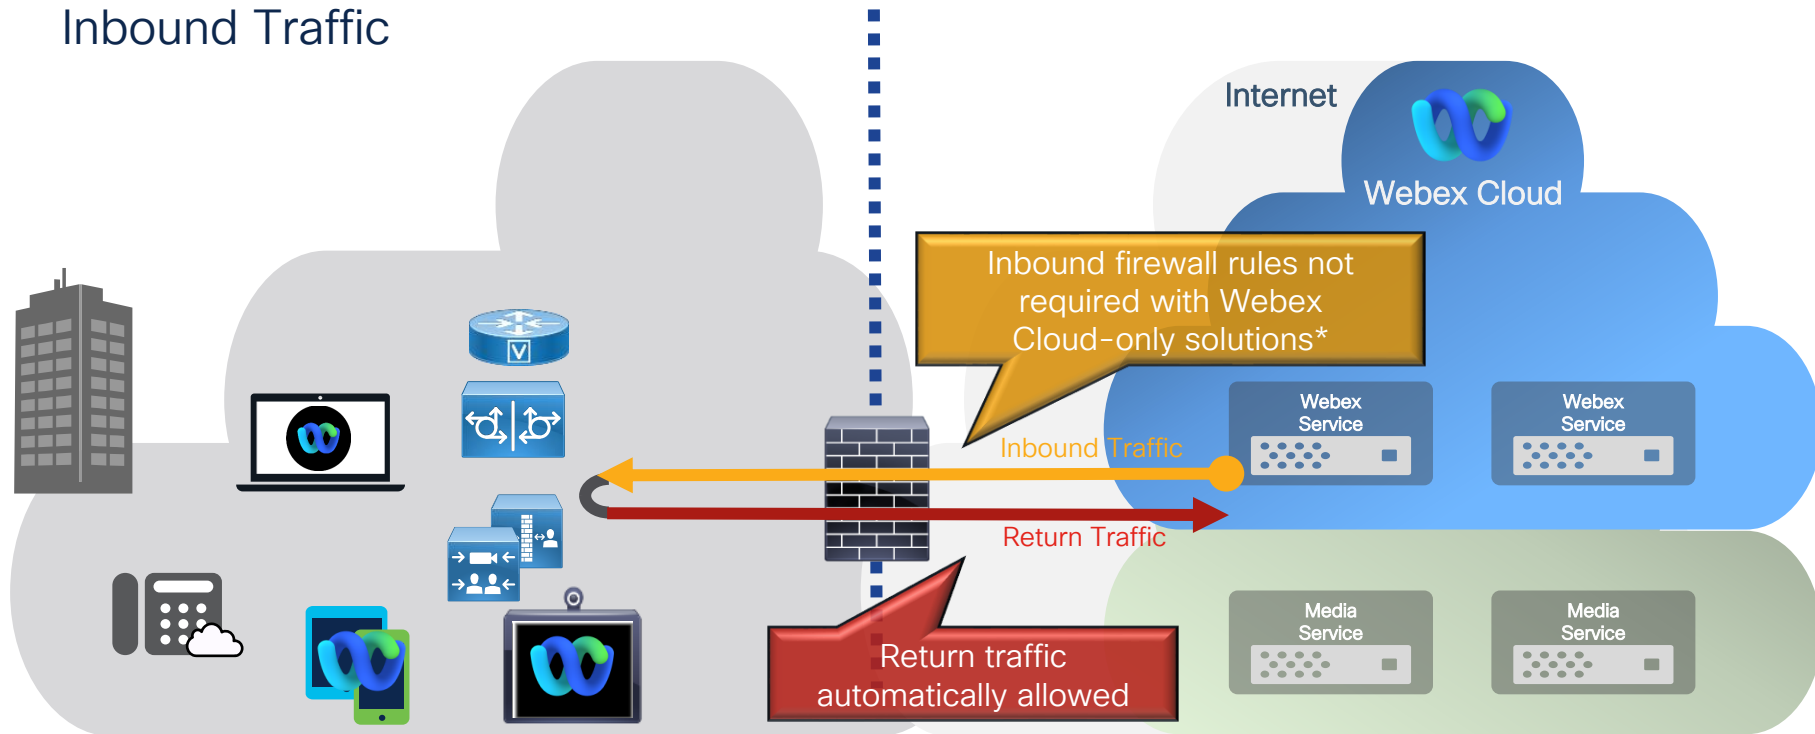 Inbound Traffic
Internet
Webex Cloud
Inbound firewall rules not
required with Webex
Cloud-only solutions*
V
Webex
Service
Webex
Service
Inbound Traffic
Return Traffic
Media
Service
Media
Service
Return traffic
automatically allowed